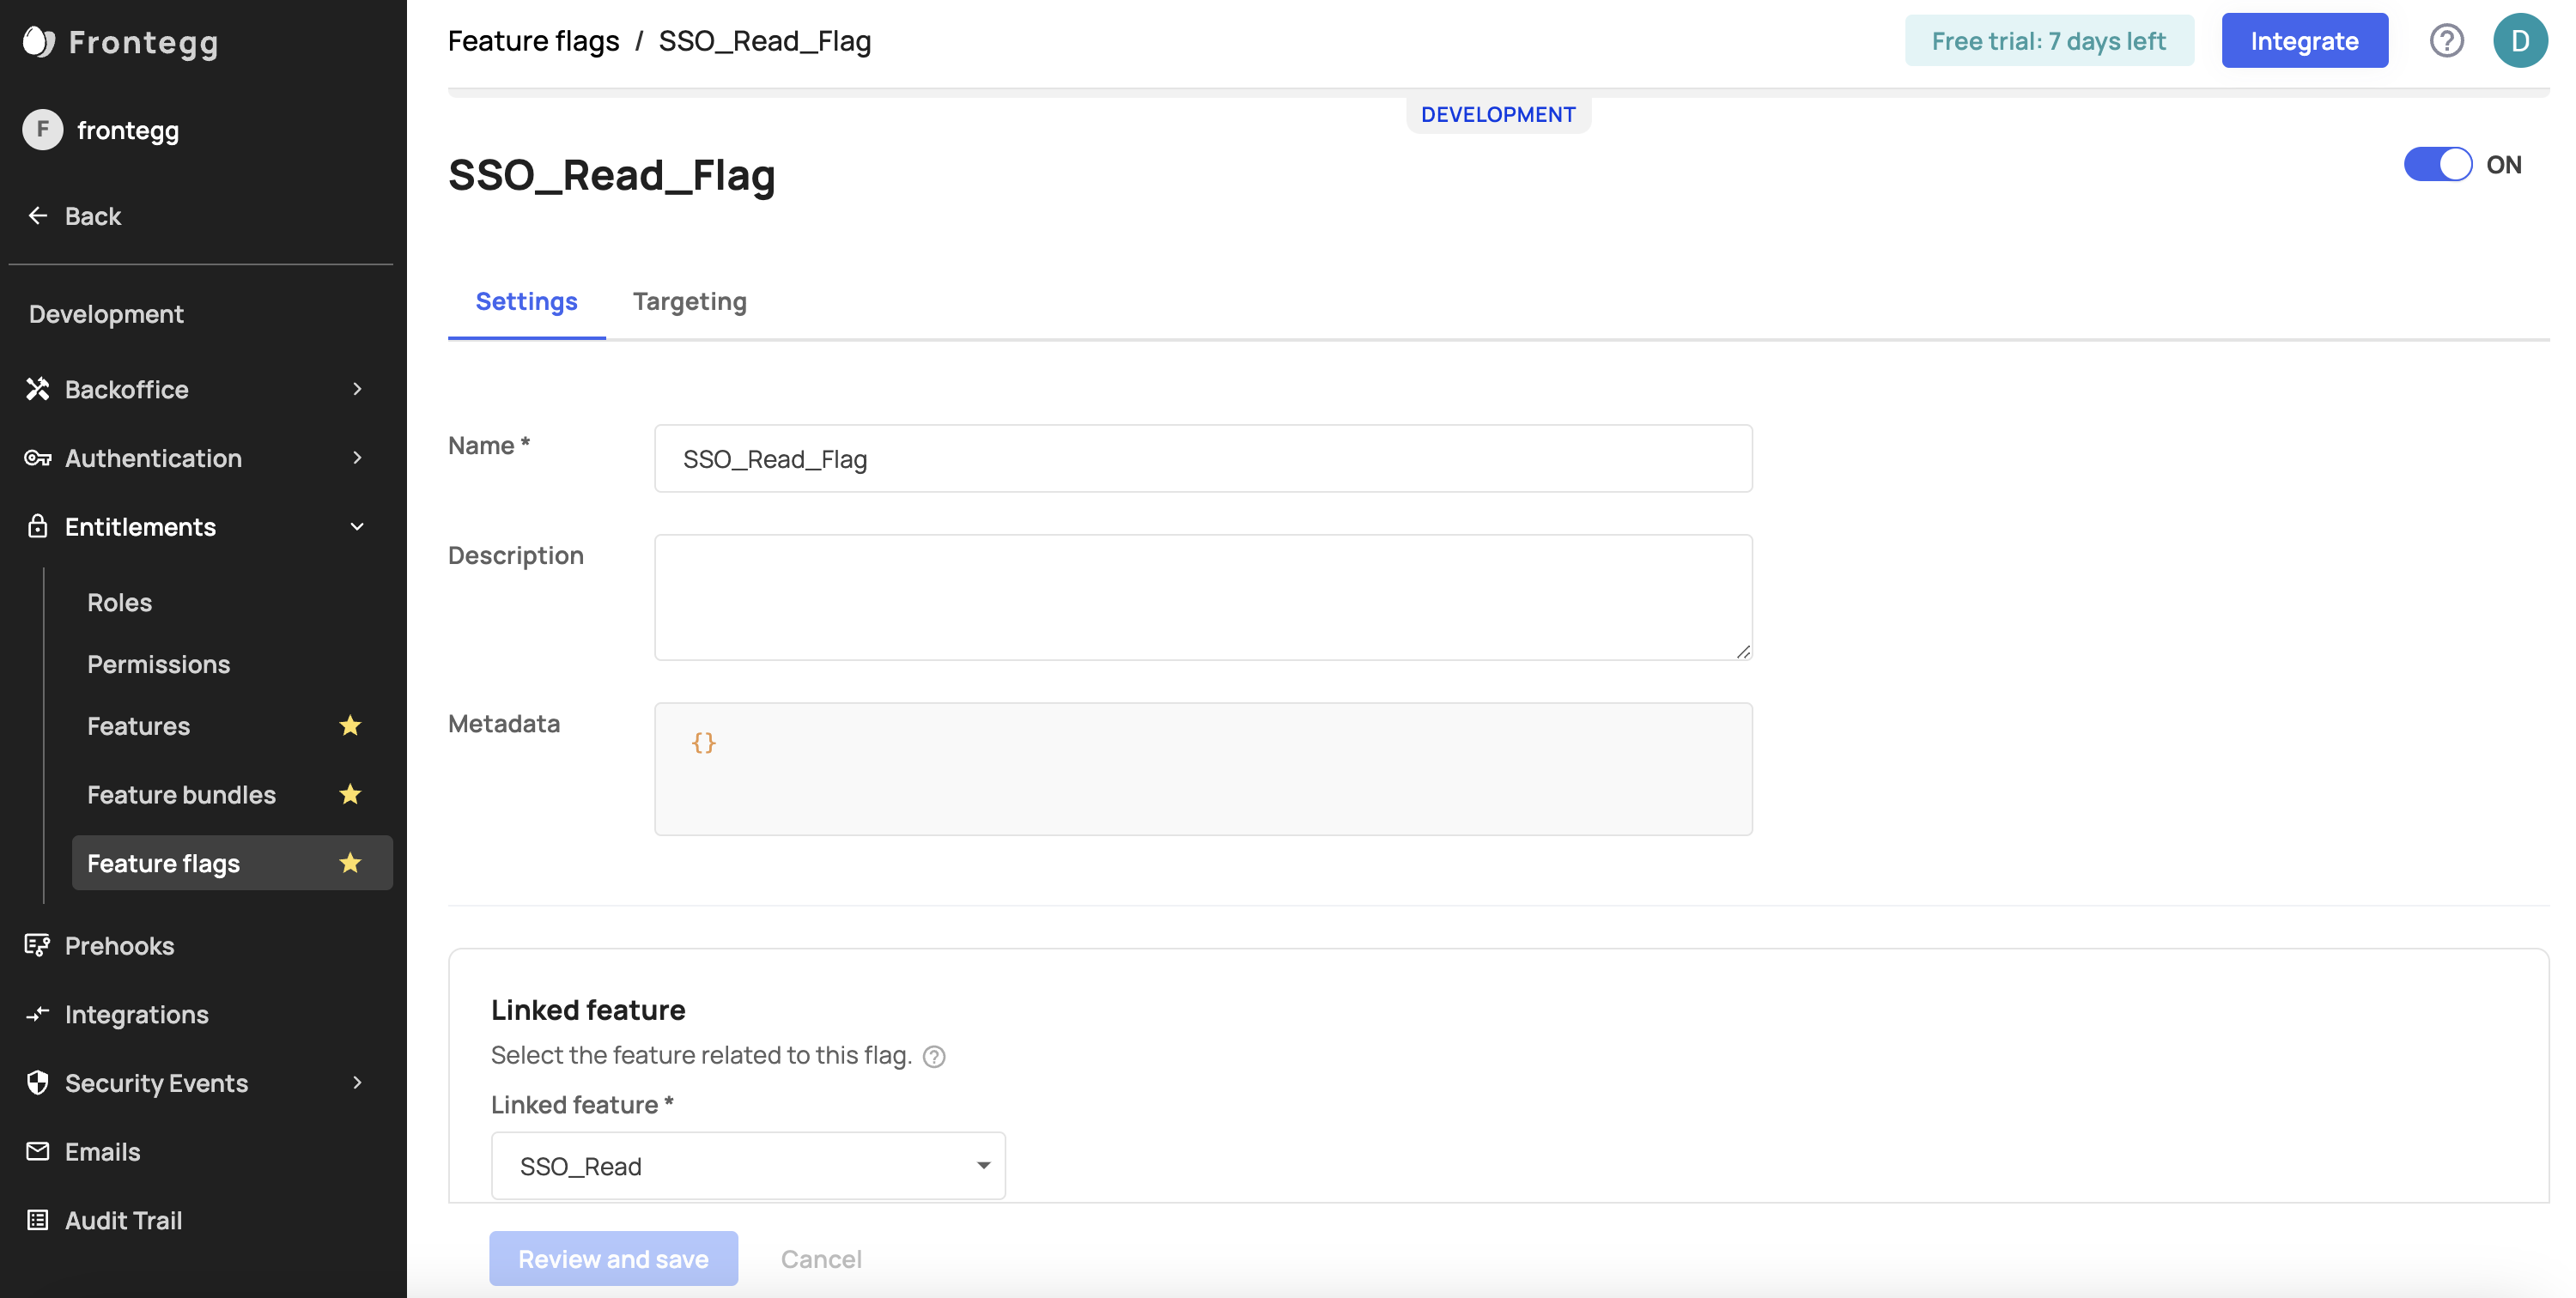 Frontegg
F frontegg
Back
Development
Backoffice
Authentication
Entitlements
Roles
Permissions
Features
Feature bundles
Feature flags
Prehooks
Integrations
Security Events
Emails
Audit Trail
Feature flags / SSO_Read_Flag
Free trial: 7 days left
Integrate
?
D
DEVELOPMENT
SSO_Read_Flag
ON
Settings
Targeting
Name *
SSO_Read_Flag
Description
Metadata
{}
Linked feature
Select the feature related to this flag. ?
Linked feature *
SSO_Read
Review and save
Cancel